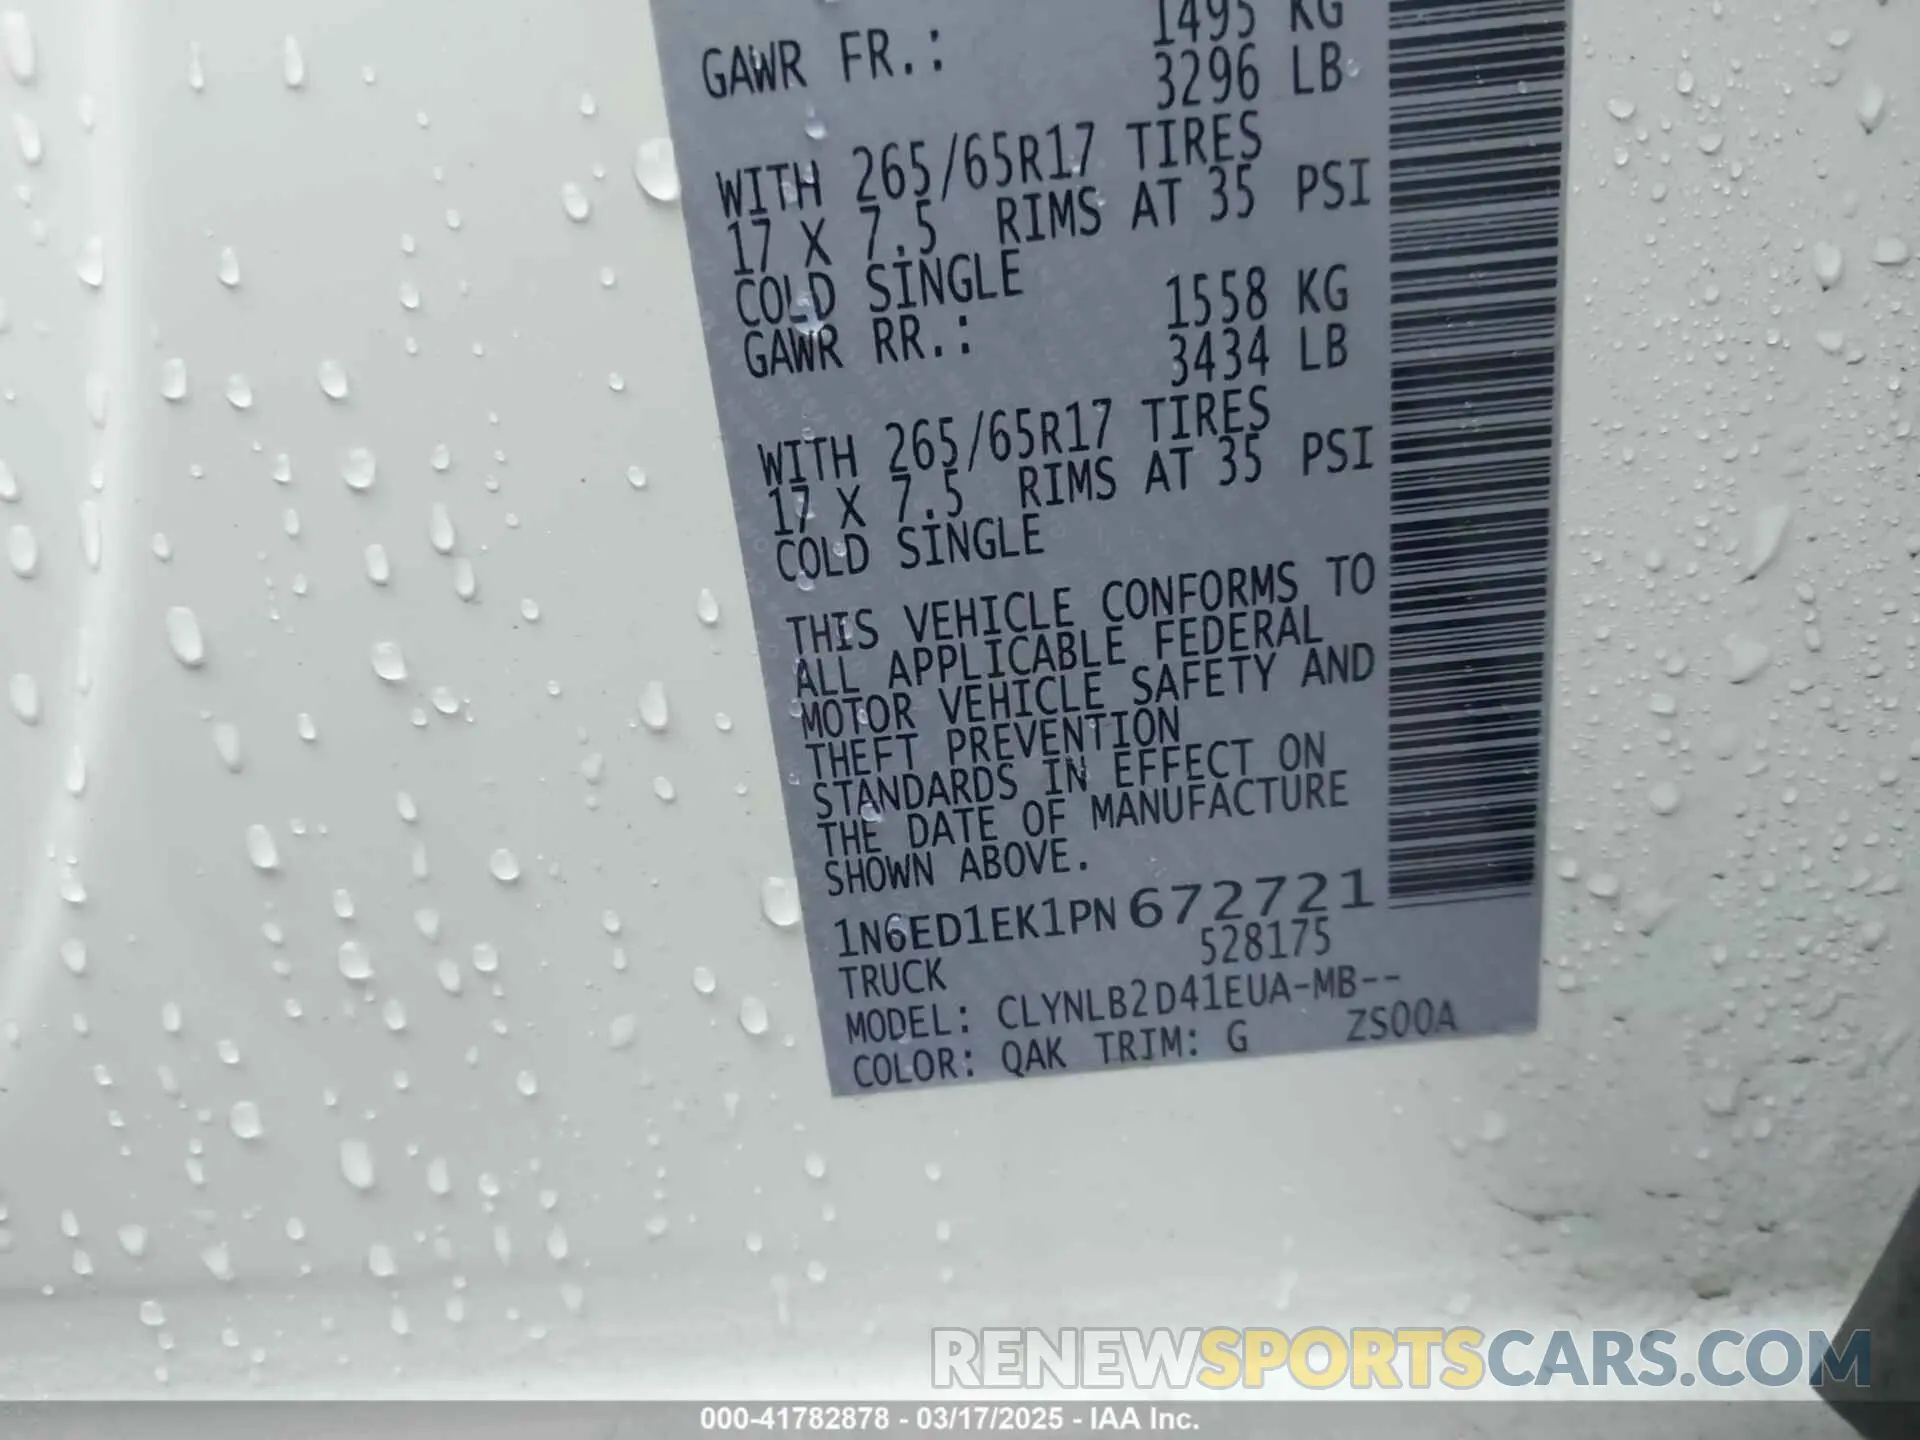 1495 KG
GAWR FR.: 3296 LB
WITH 265/65R17 TIRES
17 X 7.5 RIMS AT 35 PSI
COLD SINGLE
1558 KG
GAWR RR.: 3434 LB
WITH 265/65R17 TIRES
17 X 7.5 RIMS AT 35 PSI
COLD SINGLE
THIS VEHICLE CONFORMS TO
ALL APPLICABLE FEDERAL
MOTOR VEHICLE SAFETY AND
THEFT PREVENTION
STANDARDS IN EFFECT ON
THE DATE OF MANUFACTURE
SHOWN ABOVE.
1N6ED1EK1PN672721
TRUCK 528175
MODEL: CLYNLB2D41EUA-MB--
COLOR: QAK TRIM: G ZS00A
RENEWSPORTSCARS.COM
000-41782878 - 03/17/2025 - IAA Inc.